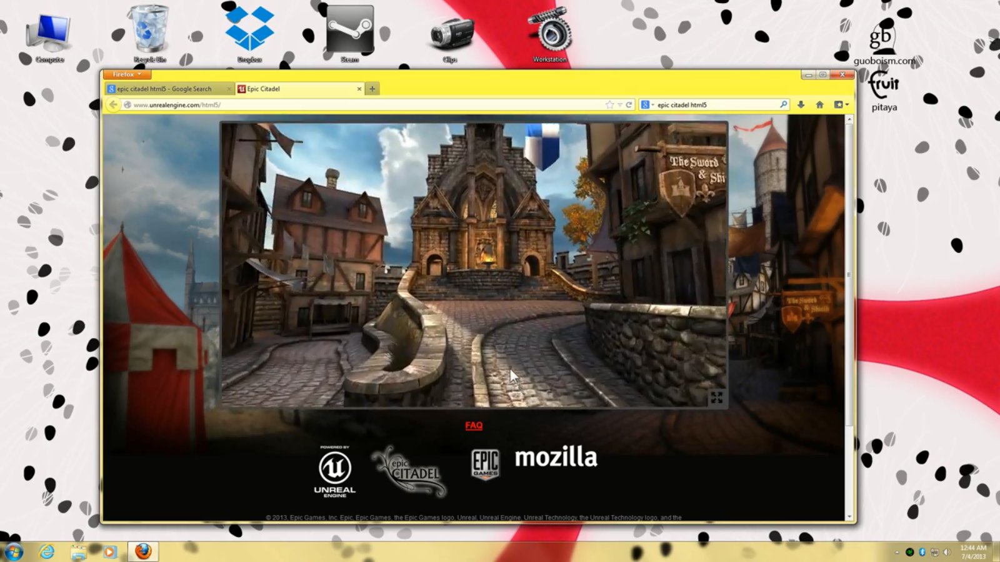 Computer
Recycle Bin
Dropbox
Steam
Clips
Workstation
gb
guoboism.com
fruit
pitaya
Firefox
epic citadel html5 - Google Search
Epic Citadel
www.unrealengine.com/html5/
epic citadel html5
The Sword
& Shi
The Sword
& Shield
FAQ
POWERED BY
UNREAL
ENGINE
epic
CITADEL
EPIC
GAMES
mozilla
© 2013, Epic Games, Inc. Epic, Epic Games, the Epic Games logo, Unreal, Unreal Engine, Unreal Technology, the Unreal Technology logo, and the
12:44 AM
7/4/2013